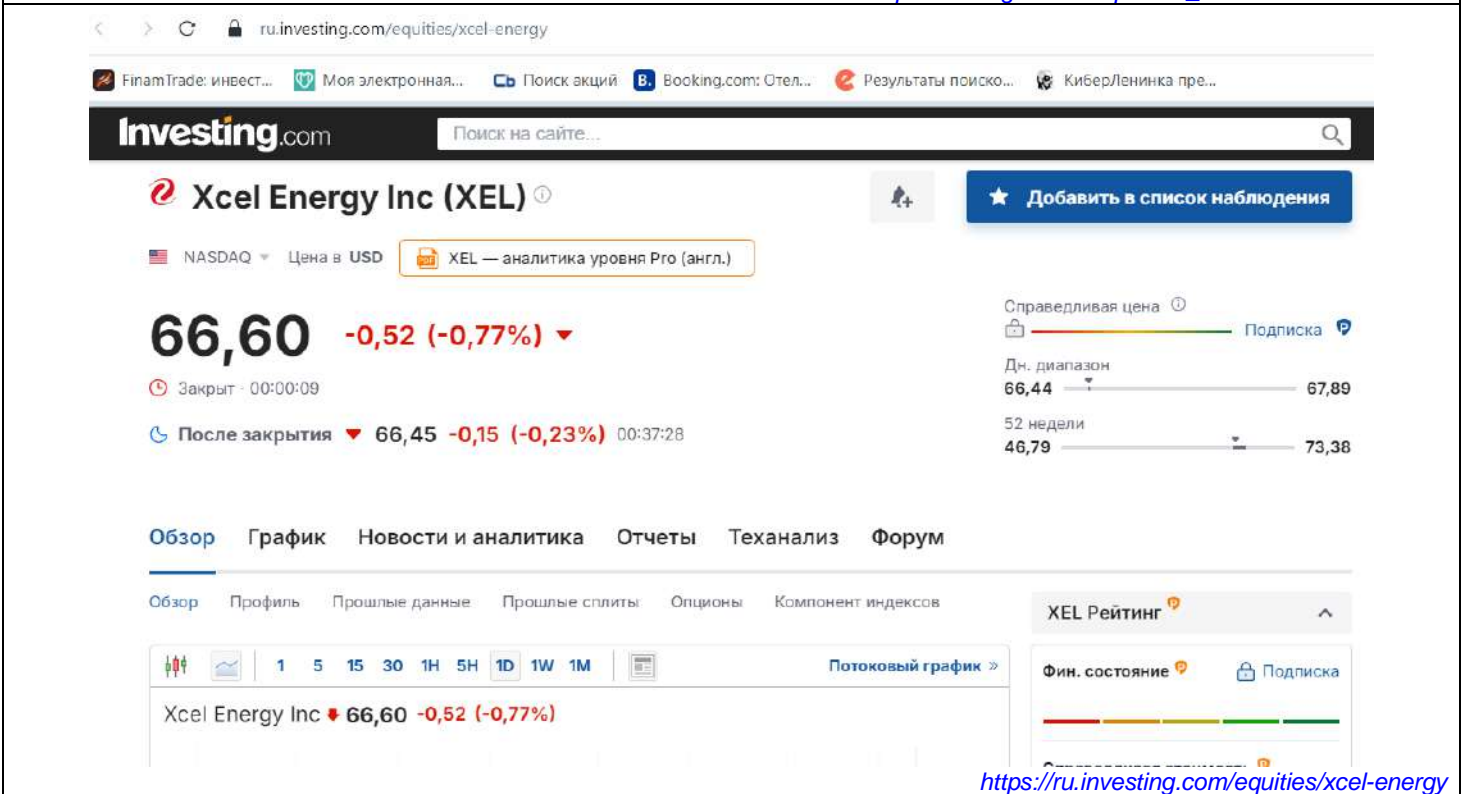 ru.investing.com/equities/xcel-energy
FinamTrade: инвест... Моя электронная... Сь Поиск акций B. Booking.com: Отел... Результаты поиско... КиберЛенинка пре...
Investing.com Поиск на сайте...
Xcel Energy Inc (XEL)
Добавить в список наблюдения
NASDAQ Цена в USD XEL — аналитика уровня Pro (англ.)
Справедливая цена
66,60 -0,52 (-0,77%)
Подписка
Дн. диапазон
Закрыт · 00:00:09
66,44 67,89
После закрытия 66,45 -0,15 (-0,23%) 00:37:28
52 недели
46,79 73,38
Обзор График Новости и аналитика Отчеты Теханализ Форум
Обзор Профиль Прошлые данные Прошлые сплиты Опционы Компонент индексов
XEL Рейтинг
1 5 15 30 1H 5H 1D 1W 1M Потоковый график »
Фин. состояние Подписка
Xcel Energy Inc 66,60 -0,52 (-0,77%)
https://ru.investing.com/equities/xcel-energy